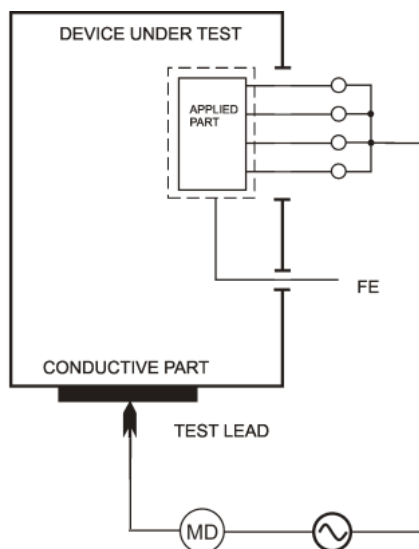 DEVICE UNDER TEST
APPLIED
PART
FE
CONDUCTIVE PART
TEST LEAD
MD